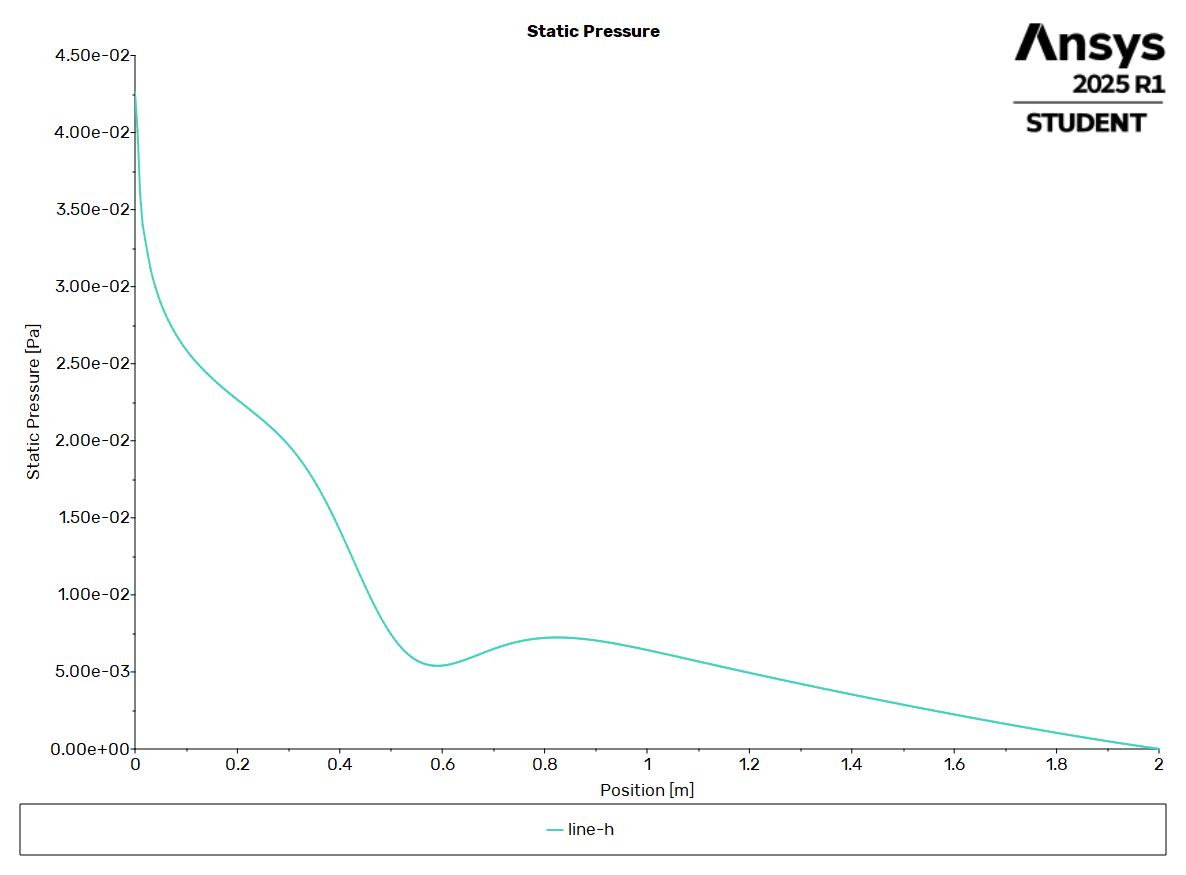 Static Pressure
Ansys
2025 R1
STUDENT
4.50e-02
4.00e-02
3.50e-02
3.00e-02
2.50e-02
2.00e-02
1.50e-02
1.00e-02
5.00e-03
0.00e+00
Static Pressure [Pa]
0 0.2 0.4 0.6 0.8 1 1.2 1.4 1.6 1.8 2
Position [m]
line-h